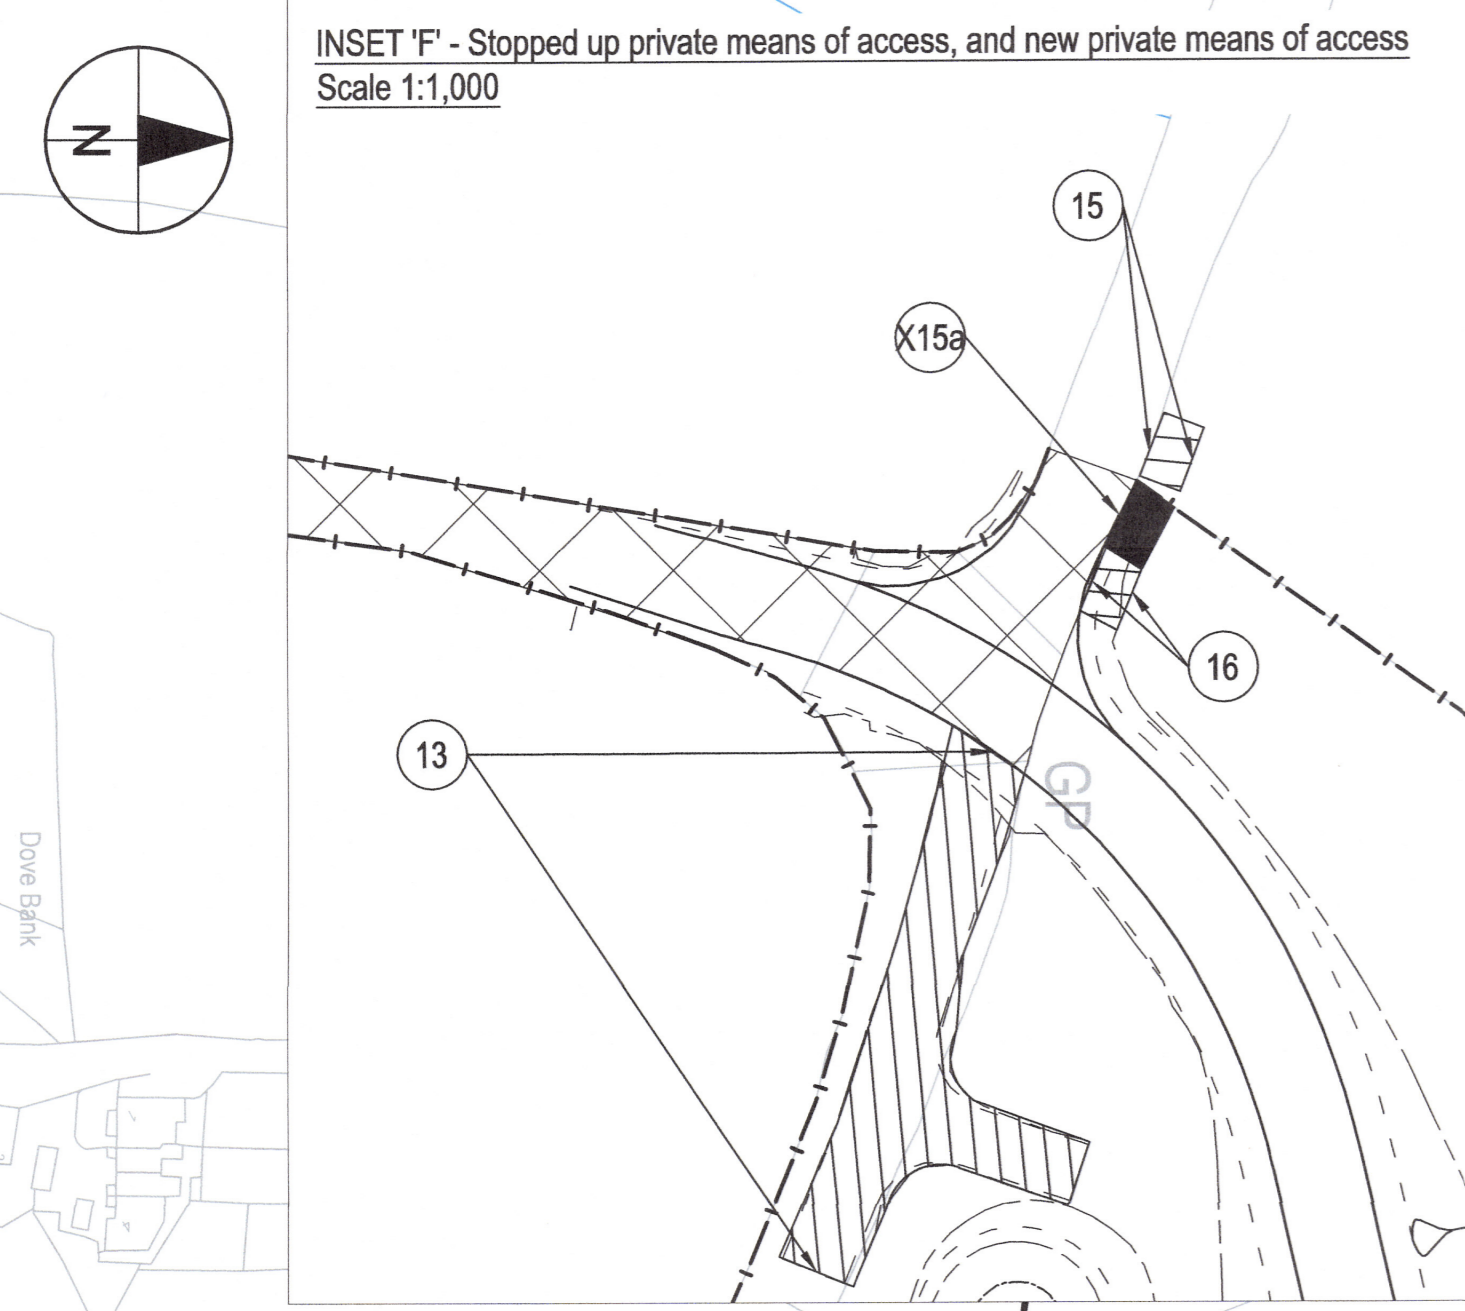 INSET 'F' - Stopped up private means of access, and new private means of access
Scale 1:1,000
N
15
X15a
16
13
GP
Dove Bank